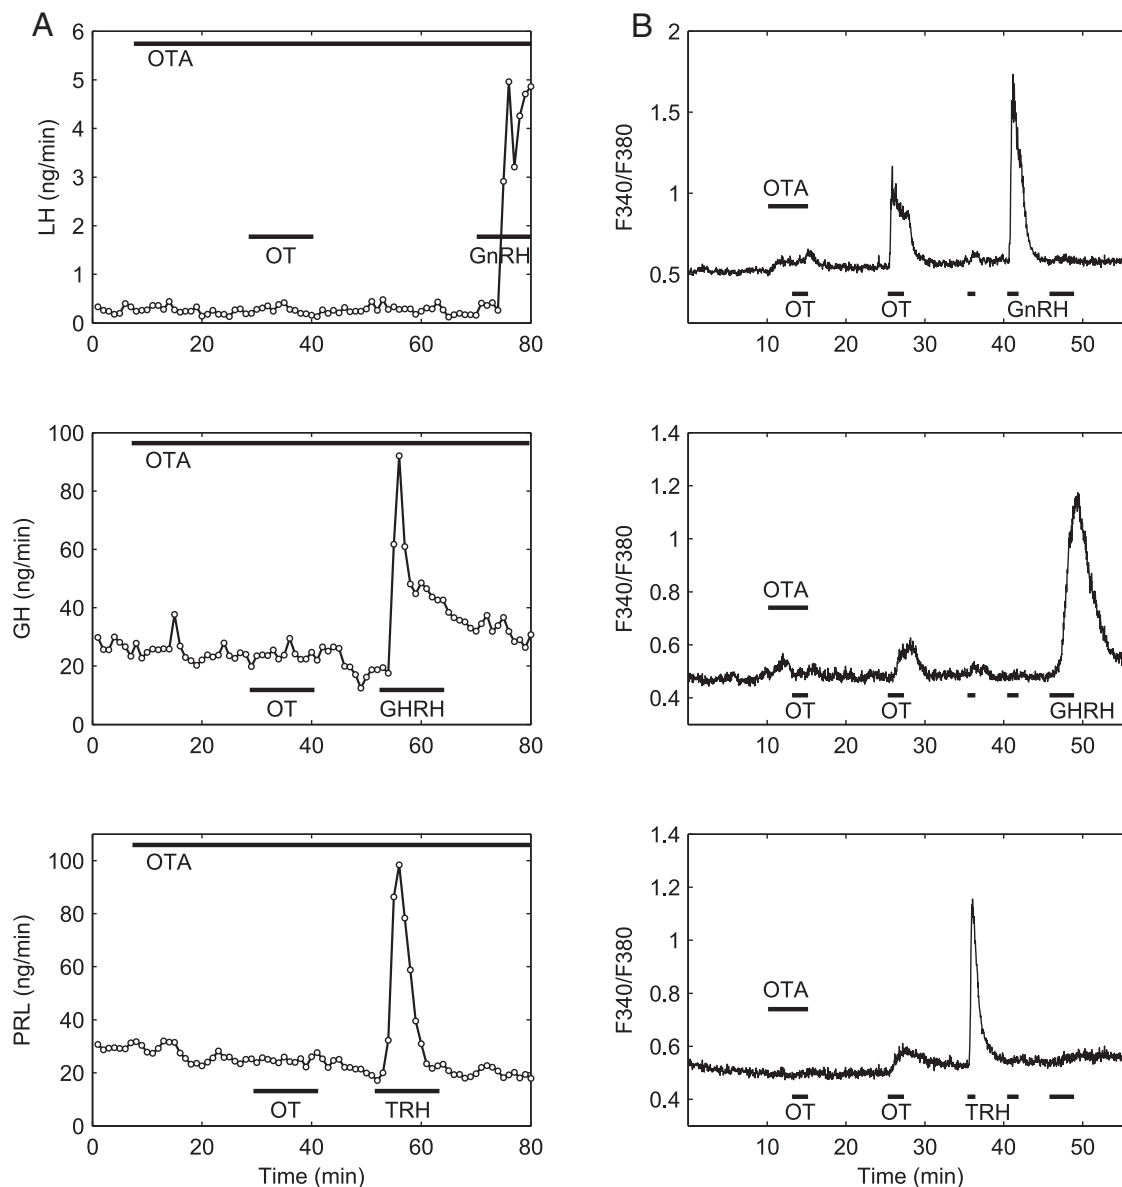 A
B
6
5
4
3
2
1
0
LH (ng/min)
OTA
OT
GnRH
0 20 40 60 80
2
1.5
1
0.5
F340/F380
OTA
OT OT GnRH
10 20 30 40 50
100
80
60
40
20
0
GH (ng/min)
OTA
OT GHRH
0 20 40 60 80
1.4
1.2
1
0.8
0.6
0.4
F340/F380
OTA
OT OT GHRH
10 20 30 40 50
100
80
60
40
20
0
PRL (ng/min)
OTA
OT TRH
0 20 40 60 80
Time (min)
1.4
1.2
1
0.8
0.6
0.4
F340/F380
OTA
OT OT TRH
10 20 30 40 50
Time (min)